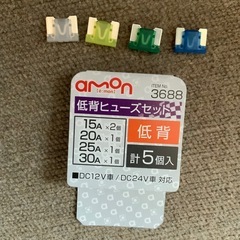 ITEM No.
amon
3688
低背ヒューズセット
15A×2個
20A×1個
25A×1個
30A×1個
低背
計5個入
■DC12V車/DC24V車 対応